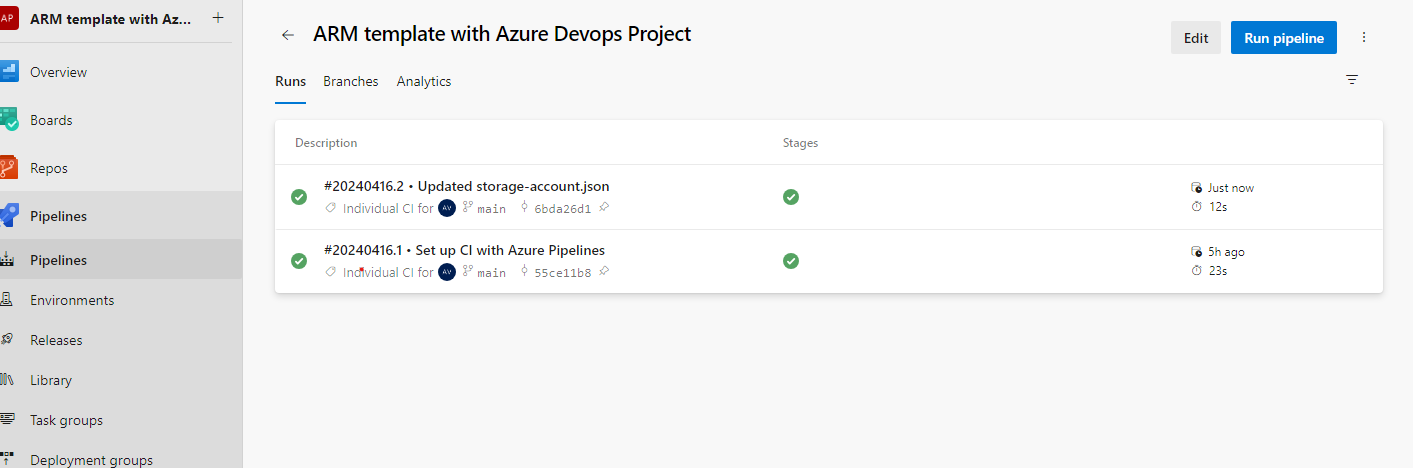 AP ARM template with Az... +
Overview
Boards
Repos
Pipelines
Pipelines
Environments
Releases
Library
Task groups
Deployment groups
ARM template with Azure Devops Project
Edit
Run pipeline
Runs Branches Analytics
Description Stages
#20240416.2 • Updated storage-account.json
Just now
Individual CI for AV main 6bda26d1
12s
#20240416.1 • Set up CI with Azure Pipelines
5h ago
Individual CI for AV main 55ce11b8
23s